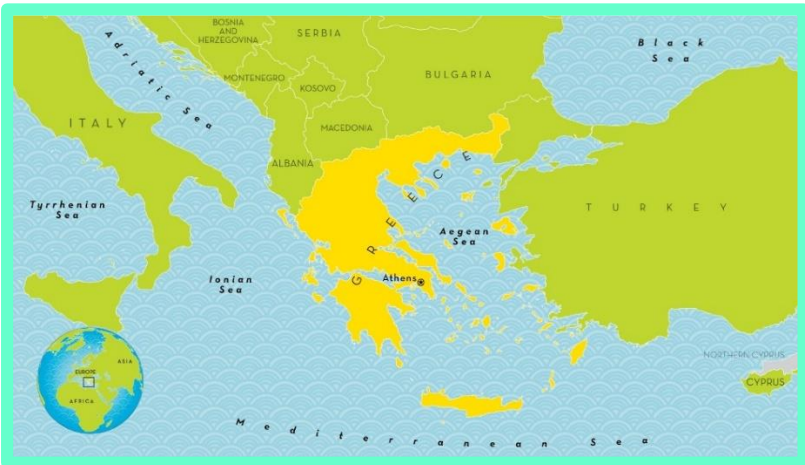 BOSNIA
AND
HERZEGOVINA
SERBIA
Black
Sea
Adriatic Sea
MONTENEGRO
KOSOVO
BULGARIA
ITALY
MACEDONIA
ALBANIA
GREECE
Tyrrhenian
Sea
TURKEY
Aegean
Sea
Ionian
Sea
Athens
NORTHERN CYPRUS
CYPRUS
ASIA
EUROPE
AFRICA
Mediterranean Sea